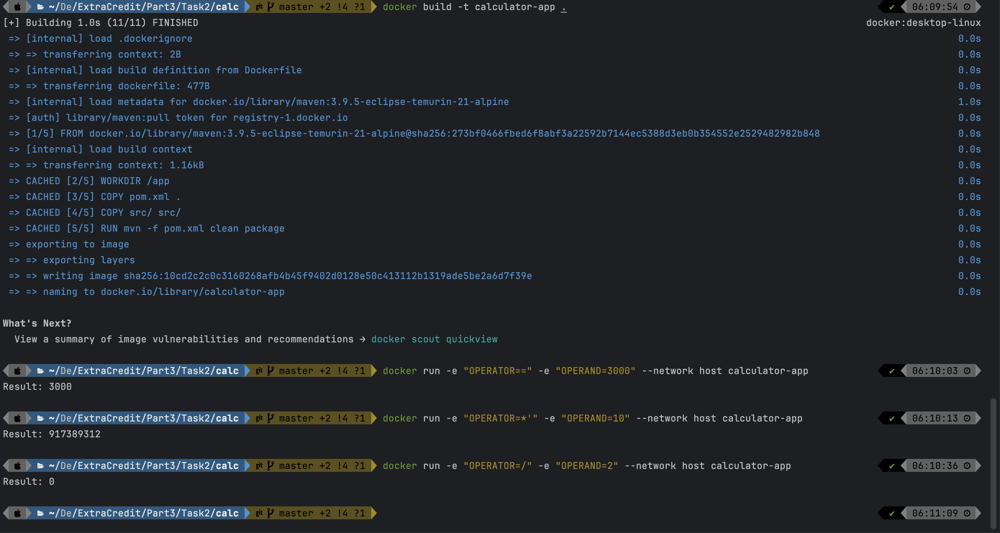 ~/De/ExtraCredit/Part3/Task2/calc git master +2 !4 ?1 docker build -t calculator-app . ✔ 06:09:54
[+] Building 1.0s (11/11) FINISHED docker:desktop-linux
=> [internal] load .dockerignore 0.0s
=> => transferring context: 2B 0.0s
=> [internal] load build definition from Dockerfile 0.0s
=> => transferring dockerfile: 477B 0.0s
=> [internal] load metadata for docker.io/library/maven:3.9.5-eclipse-temurin-21-alpine 1.0s
=> [auth] library/maven:pull token for registry-1.docker.io 0.0s
=> [1/5] FROM docker.io/library/maven:3.9.5-eclipse-temurin-21-alpine@sha256:273bf0466fbed6f8abf3a22592b7144ec5388d3eb0b354552e2529482982b848 0.0s
=> [internal] load build context 0.0s
=> => transferring context: 1.16kB 0.0s
=> CACHED [2/5] WORKDIR /app 0.0s
=> CACHED [3/5] COPY pom.xml . 0.0s
=> CACHED [4/5] COPY src/ src/ 0.0s
=> CACHED [5/5] RUN mvn -f pom.xml clean package 0.0s
=> exporting to image 0.0s
=> => exporting layers 0.0s
=> => writing image sha256:10cd2c2c0c3160268afb4b45f9402d0128e50c413112b1319ade5be2a6d7f39e 0.0s
=> => naming to docker.io/library/calculator-app 0.0s
What's Next?
View a summary of image vulnerabilities and recommendations → docker scout quickview
~/De/ExtraCredit/Part3/Task2/calc git master +2 !4 ?1 docker run -e "OPERATOR==" -e "OPERAND=3000" --network host calculator-app ✔ 06:10:03
Result: 3000
~/De/ExtraCredit/Part3/Task2/calc git master +2 !4 ?1 docker run -e "OPERATOR=*'" -e "OPERAND=10" --network host calculator-app ✔ 06:10:13
Result: 917389312
~/De/ExtraCredit/Part3/Task2/calc git master +2 !4 ?1 docker run -e "OPERATOR=/" -e "OPERAND=2" --network host calculator-app ✔ 06:10:36
Result: 0
~/De/ExtraCredit/Part3/Task2/calc git master +2 !4 ?1 ✔ 06:11:09